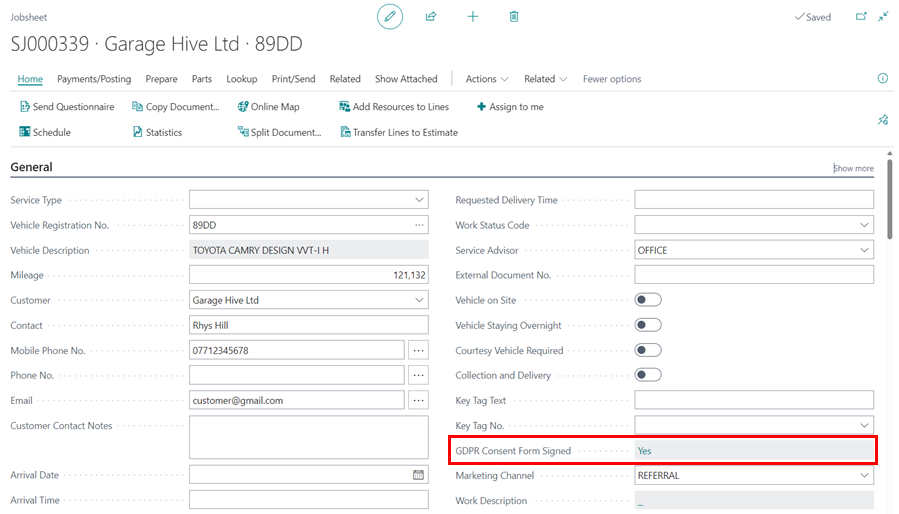 Jobsheet
Saved
SJ000339 · Garage Hive Ltd · 89DD
Home Payments/Posting Prepare Parts Lookup Print/Send Related Show Attached Actions Related Fewer options
Send Questionnaire Copy Document... Online Map Add Resources to Lines Assign to me
Schedule Statistics Split Document... Transfer Lines to Estimate
General
Show more
Service Type
Vehicle Registration No. 89DD ...
Vehicle Description TOYOTA CAMRY DESIGN VVT-I H
Mileage 121,132
Customer Garage Hive Ltd
Contact Rhys Hill
Mobile Phone No. 07712345678 ...
Phone No. ...
Email customer@gmail.com ...
Customer Contact Notes
Arrival Date
Arrival Time
Requested Delivery Time
Work Status Code
Service Advisor OFFICE
External Document No.
Vehicle on Site
Vehicle Staying Overnight
Courtesy Vehicle Required
Collection and Delivery
Key Tag Text
Key Tag No.
GDPR Consent Form Signed Yes
Marketing Channel REFERRAL
Work Description _